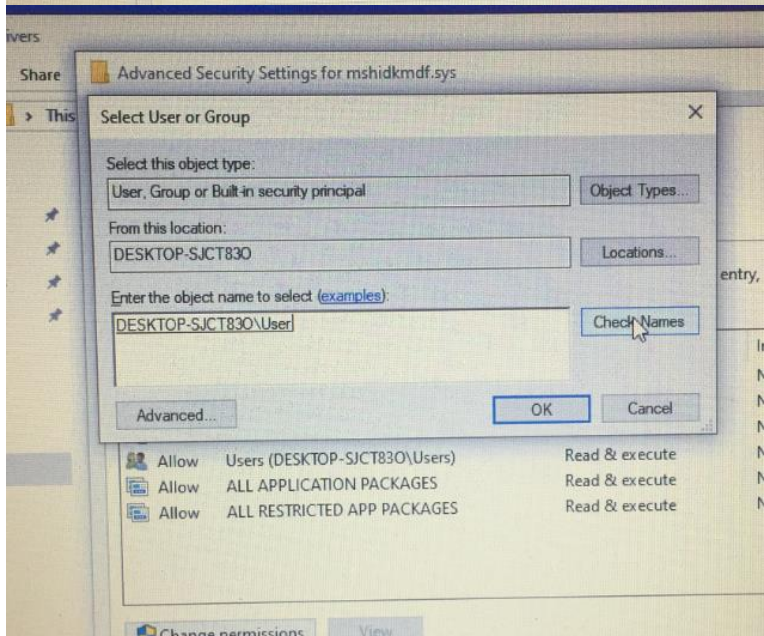 ivers
Share
Advanced Security Settings for mshidkmdf.sys
This
Select User or Group
Select this object type:
User, Group or Built-in security principal
Object Types...
From this location:
DESKTOP-SJCT83O
Locations...
entry,
Enter the object name to select (examples):
DESKTOP-SJCT83O\User
Check Names
Advanced...
OK
Cancel
Allow Users (DESKTOP-SJCT83O\Users) Read & execute
Allow ALL APPLICATION PACKAGES Read & execute
Allow ALL RESTRICTED APP PACKAGES Read & execute
Change permissions View